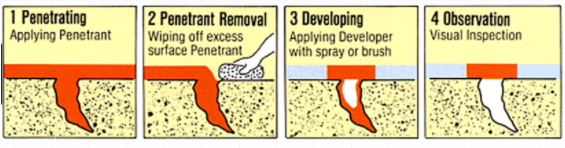 1 Penetrating
Applying Penetrant
2 Penetrant Removal
Wiping off excess
surface Penetrant
3 Developing
Applying Developer
with spray or brush
4 Observation
Visual Inspection